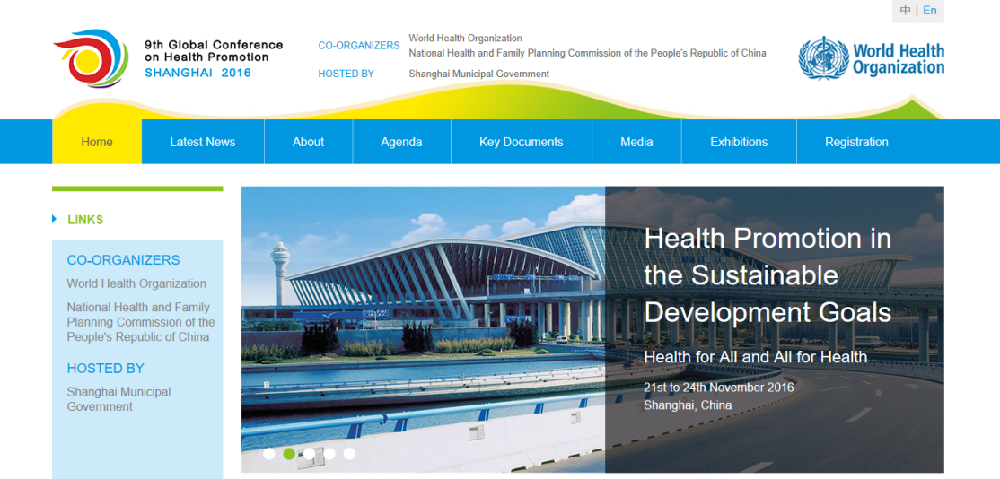 中 | En
9th Global Conference
on Health Promotion
SHANGHAI 2016
CO-ORGANIZERS
World Health Organization
National Health and Family Planning Commission of the People's Republic of China
HOSTED BY
Shanghai Municipal Government
World Health
Organization
Home
Latest News
About
Agenda
Key Documents
Media
Exhibitions
Registration
LINKS
CO-ORGANIZERS
World Health Organization
National Health and Family
Planning Commission of the
People's Republic of China
HOSTED BY
Shanghai Municipal
Government
Health Promotion in
the Sustainable
Development Goals
Health for All and All for Health
21st to 24th November 2016
Shanghai, China